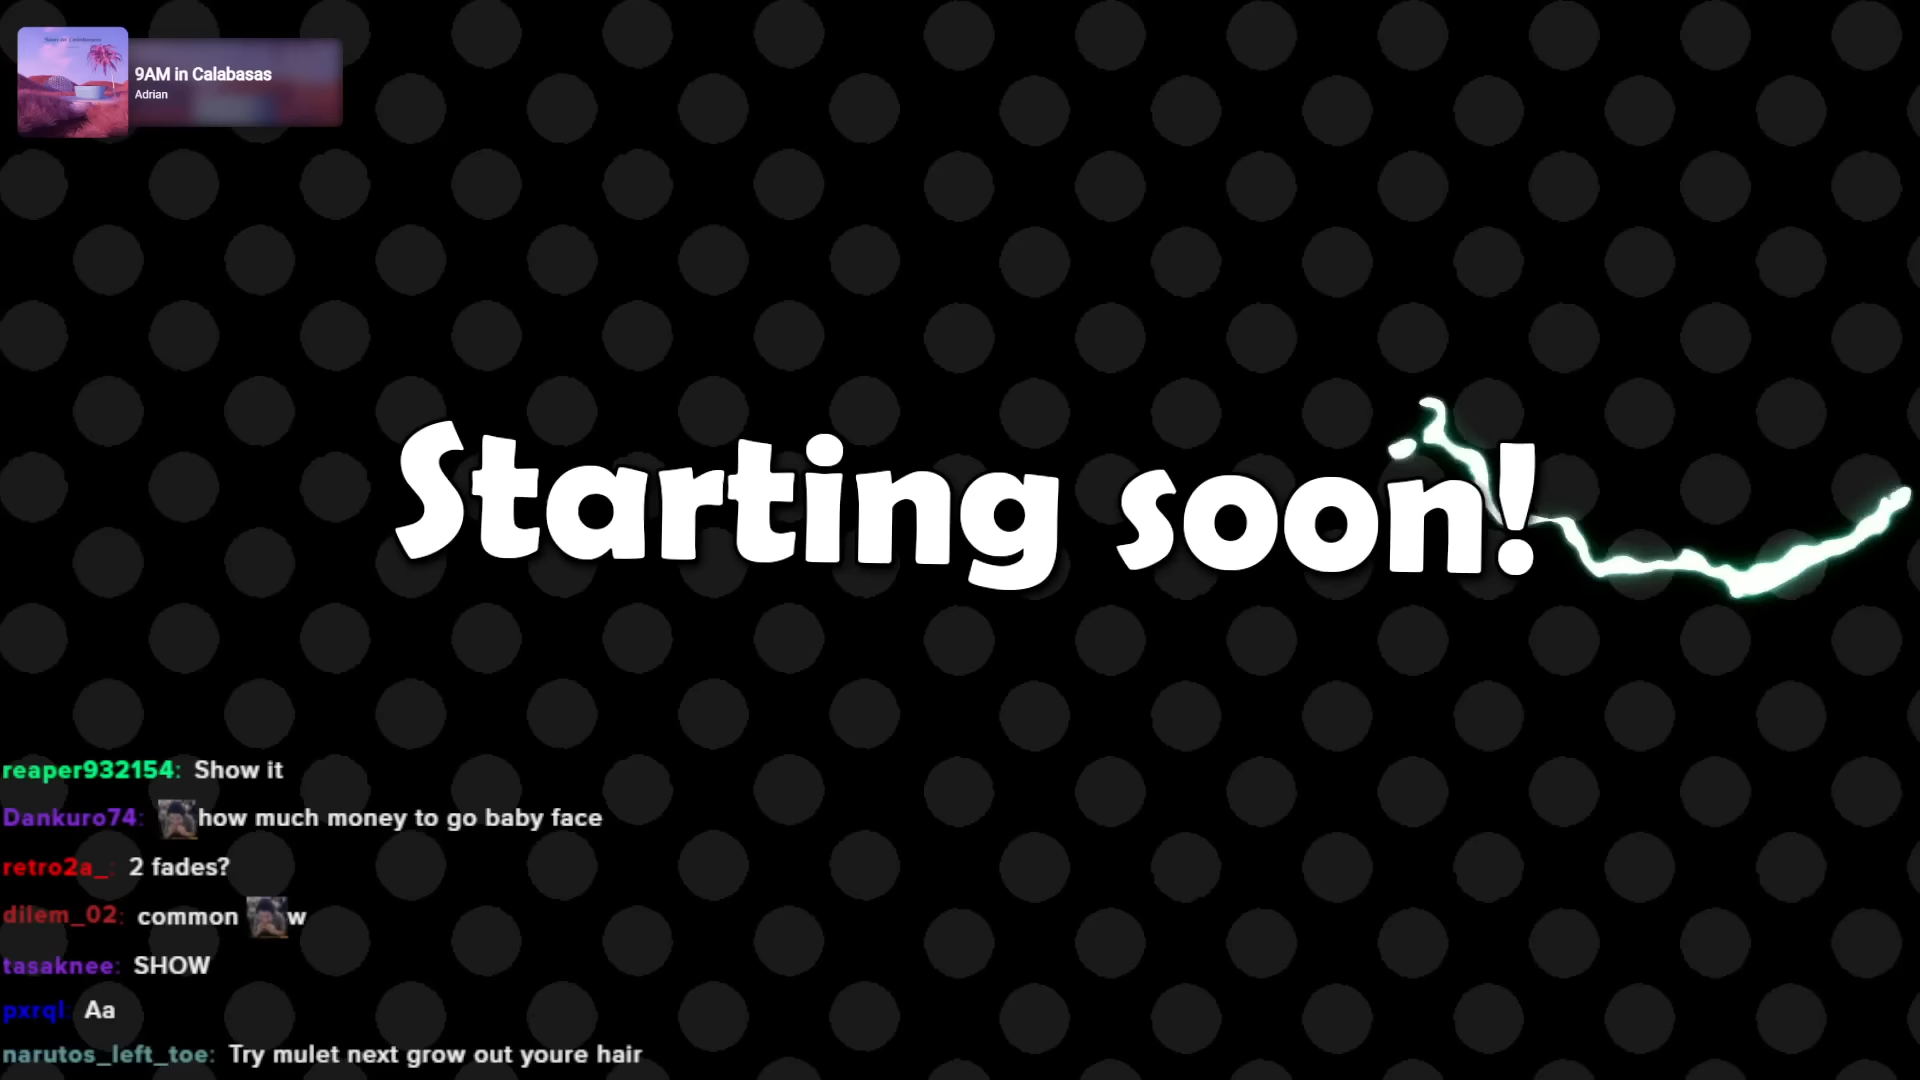 9AM in Calabasas
Adrian
Starting soon!
reaper932154: Show it
Dankuro74: how much money to go baby face
retro2a_: 2 fades?
dilem_02: common w
tasaknee: SHOW
pxrql: Aa
narutos_left_toe: Try mulet next grow out youre hair